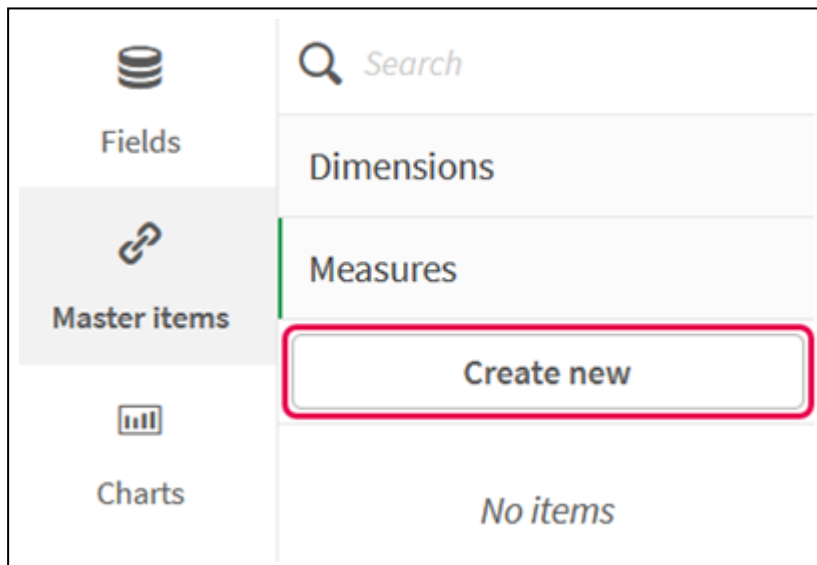 Search
Fields
Dimensions
Measures
Master items
Create new
Charts
No items